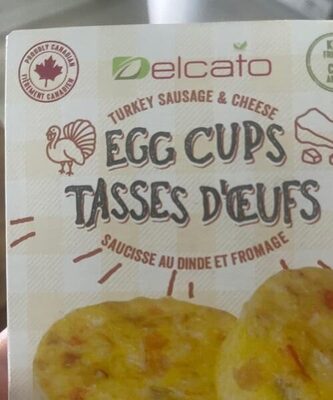 PROUDLY CANADIAN
FIÈREMENT CANADIEN
Delcato
TURKEY SAUSAGE & CHEESE
EGG CUPS
TASSES D'ŒUFS
SAUCISSE AU DINDE ET FROMAGE